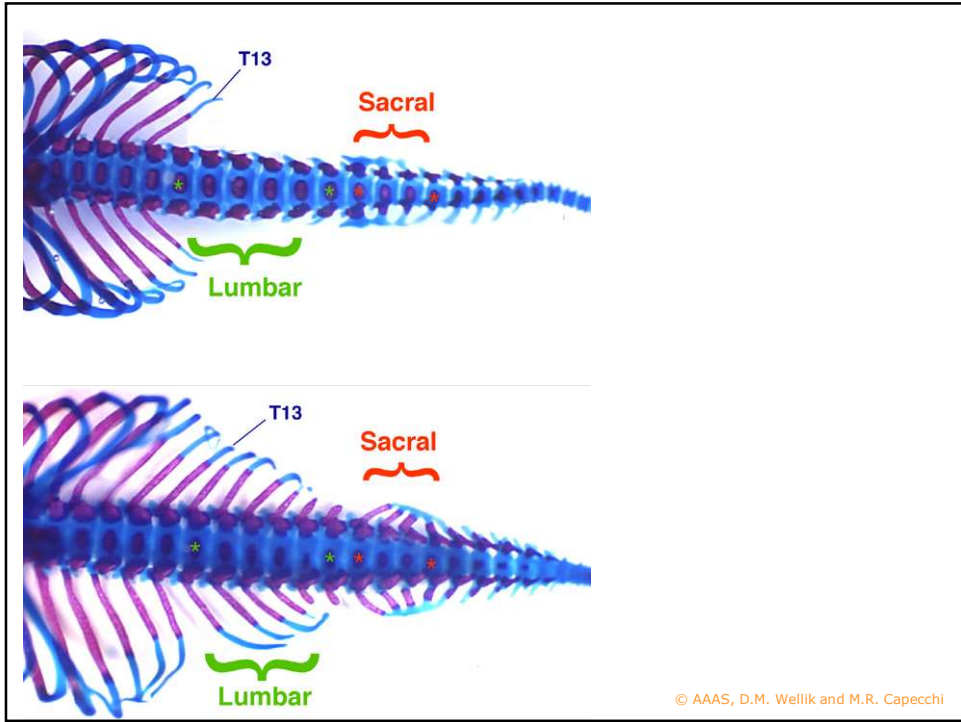 T13
Sacral
*
*
*
*
Lumbar
T13
Sacral
*
*
*
*
Lumbar
© AAAS, D.M. Wellik and M.R. Capecchi